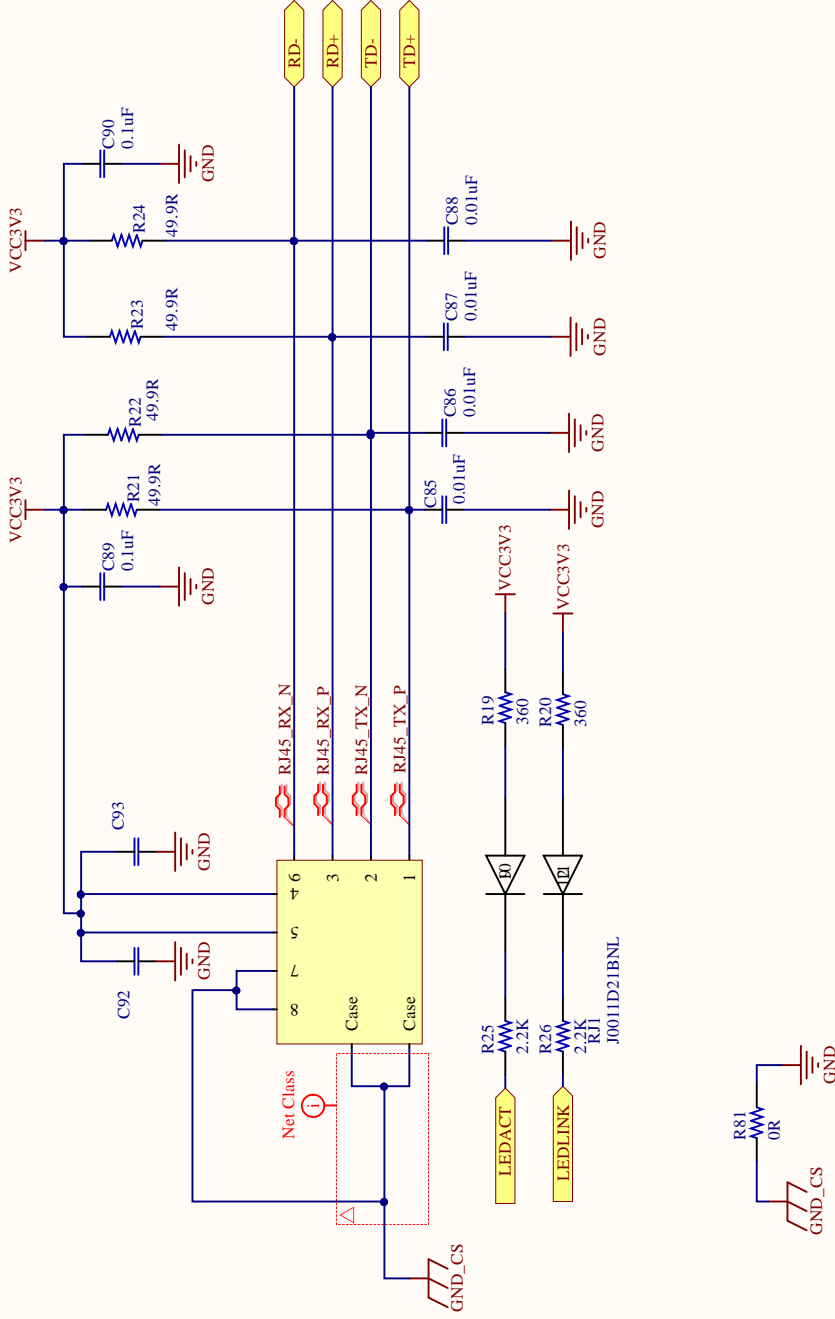 RD-
RD+
TD-
TD+
C90
0.1uF
GND
VCC3V3
R24
49.9R
C88
0.01uF
GND
R23
49.9R
C87
0.01uF
GND
R22
49.9R
C86
0.01uF
GND
VCC3V3
R21
49.9R
C85
0.01uF
GND
C89
0.1uF
GND
VCC3V3
VCC3V3
R19
360
R20
360
RJ45_RX_N
RJ45_RX_P
RJ45_TX_N
RJ45_TX_P
C93
GND
C92
GND
6
3
2
1
4
5
7
8
Case
Case
Net Class
i
R25
2.2K
R26
2.2K
RJ1
J0011D21BNL
LEDACT
LEDLINK
GND_CS
R81
0R
GND
GND_CS